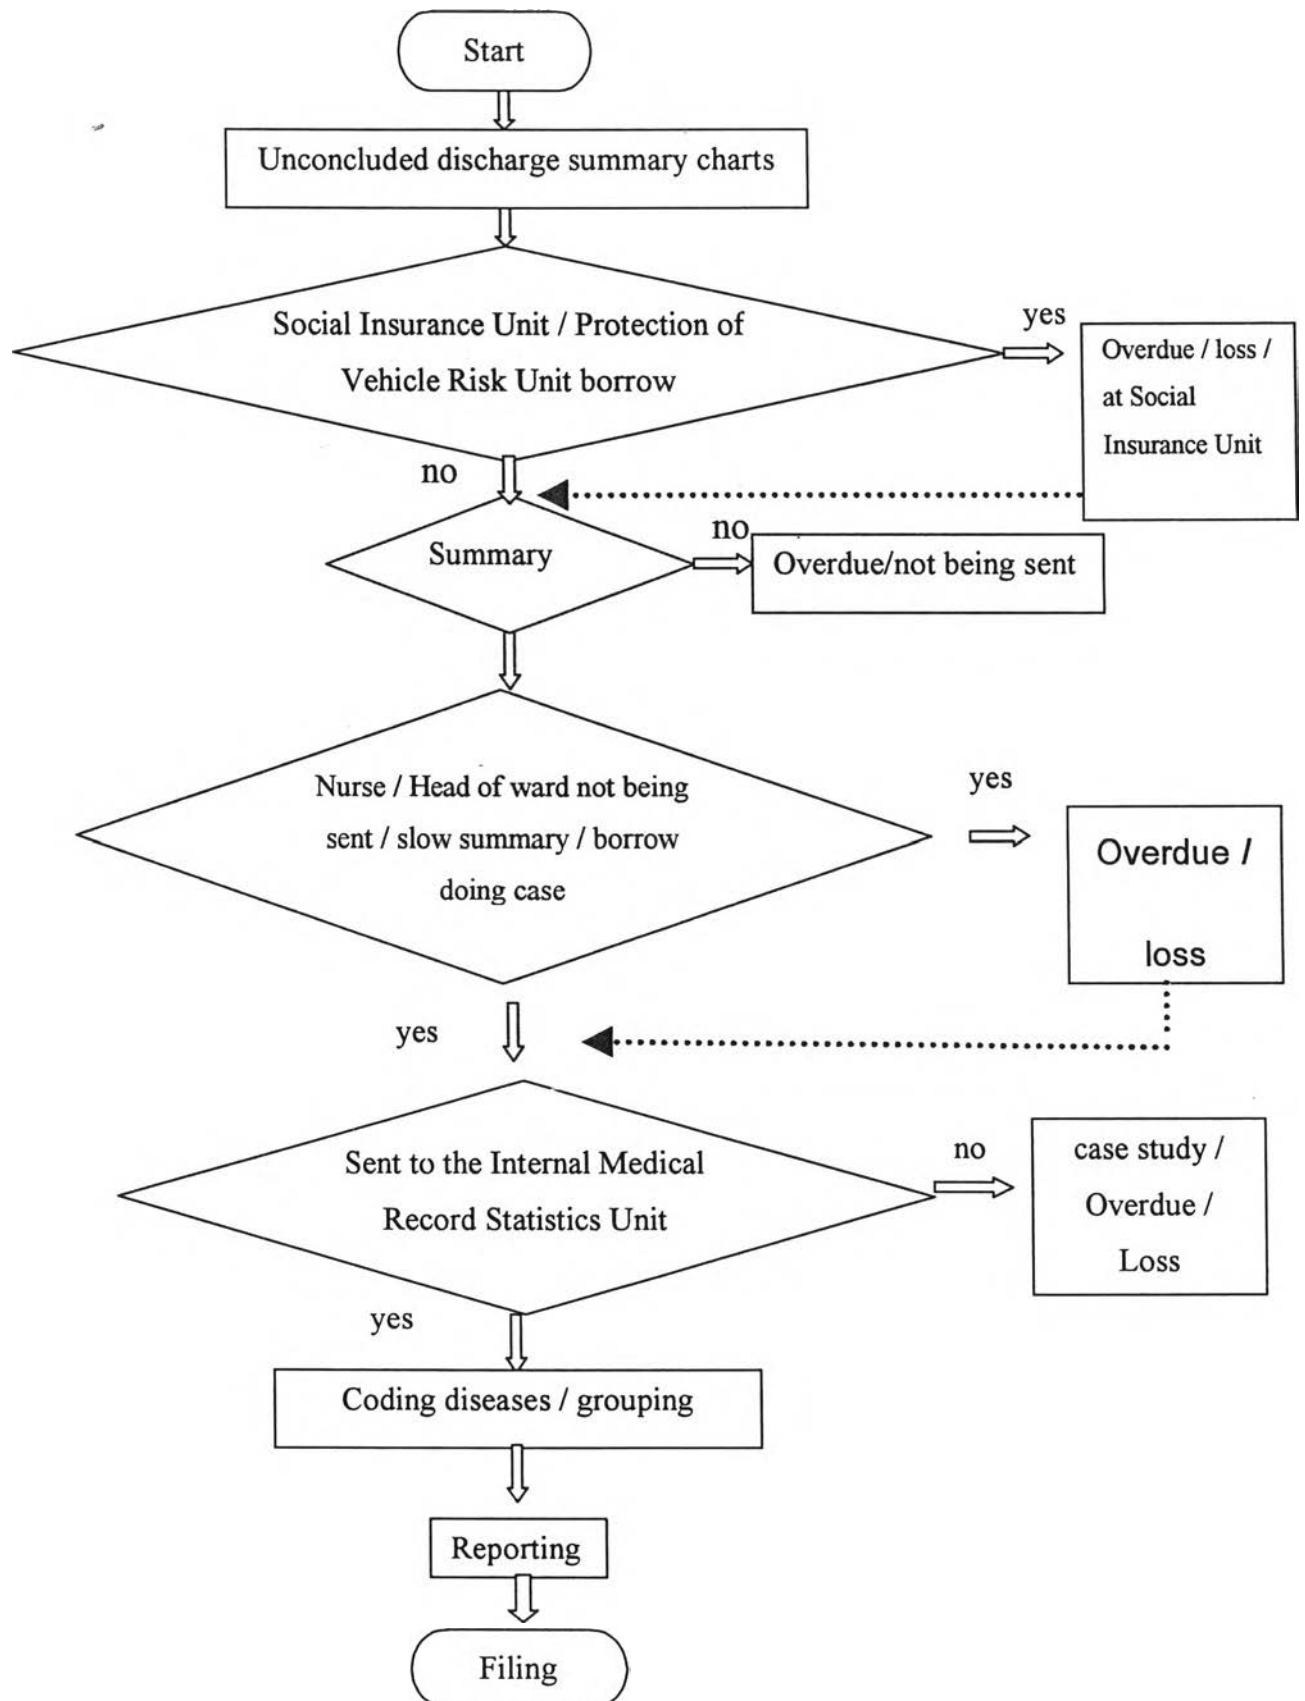 Start
Unconcluded discharge summary charts
Social Insurance Unit / Protection of
Vehicle Risk Unit borrow
yes
Overdue / loss /
at Social
Insurance Unit
no
Summary
no
Overdue/not being sent
Nurse / Head of ward not being
sent / slow summary / borrow
doing case
yes
Overdue /
loss
yes
Sent to the Internal Medical
Record Statistics Unit
no
case study /
Overdue /
Loss
yes
Coding diseases / grouping
Reporting
Filing